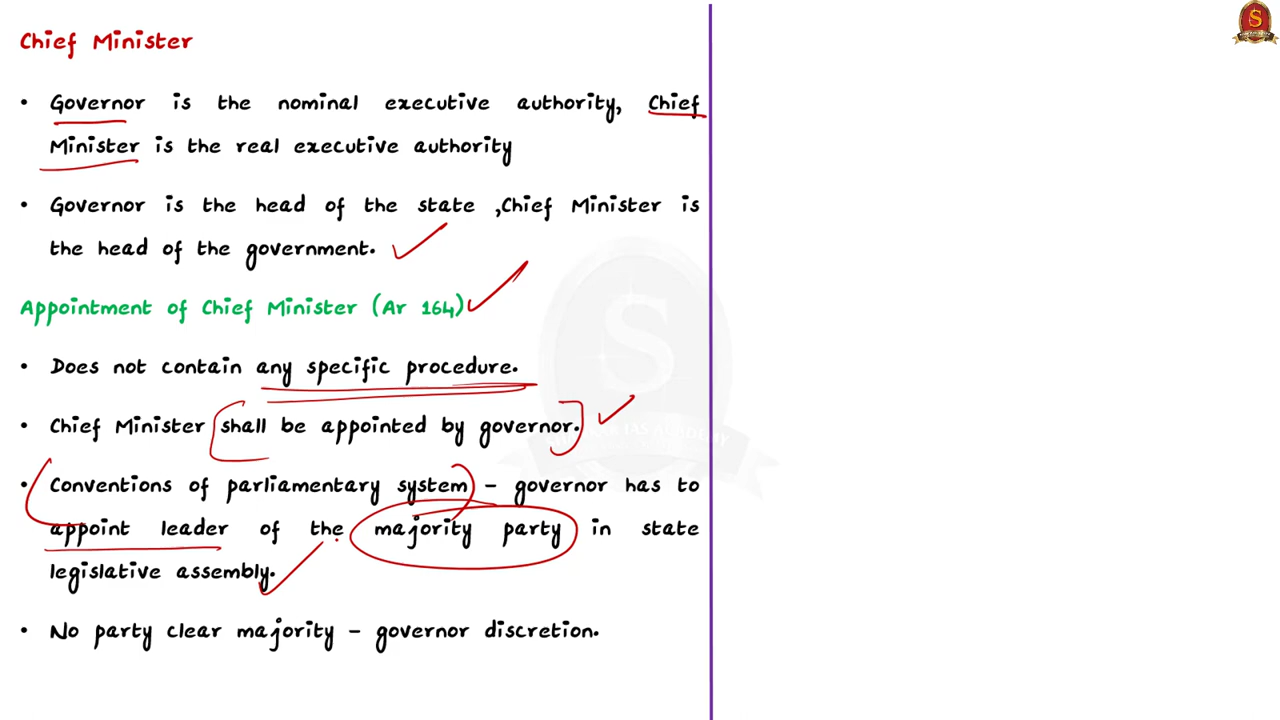 Chief Minister
• Governor is the nominal executive authority, Chief
Minister is the real executive authority
• Governor is the head of the state ,Chief Minister is
the head of the government.
Appointment of Chief Minister (Ar 164)
• Does not contain any specific procedure.
• Chief Minister shall be appointed by governor.
• Conventions of parliamentary system - governor has to
appoint leader of the majority party in state
legislative assembly.
• No party clear majority - governor discretion.